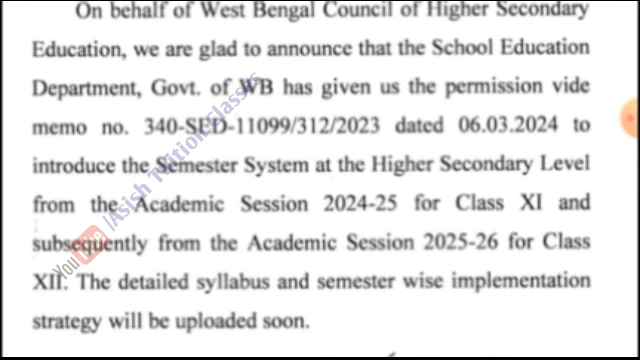 On behalf of West Bengal Council of Higher Secondary
Education, we are glad to announce that the School Education
Department, Govt. of WB has given us the permission vide
memo no. 340-SED-11099/312/2023 dated 06.03.2024 to
introduce the Semester System at the Higher Secondary Level
from the Academic Session 2024-25 for Class XI and
subsequently from the Academic Session 2025-26 for Class
XII. The detailed syllabus and semester wise implementation
strategy will be uploaded soon.
YouTube /Asish Tuition Classes